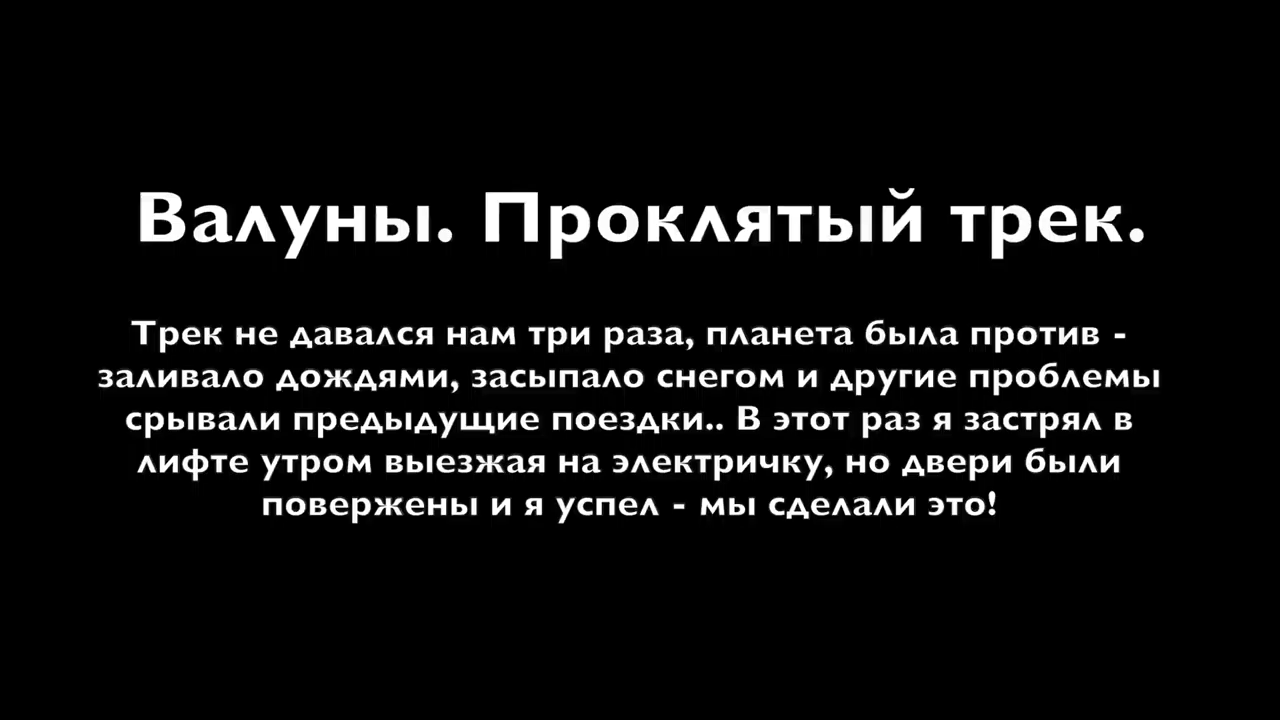 Валуны. Проклятый трек.
Трек не давался нам три раза, планета была против -
заливало дождями, засыпало снегом и другие проблемы
срывали предыдущие поездки.. В этот раз я застрял в
лифте утром выезжая на электричку, но двери были
повержены и я успел - мы сделали это!